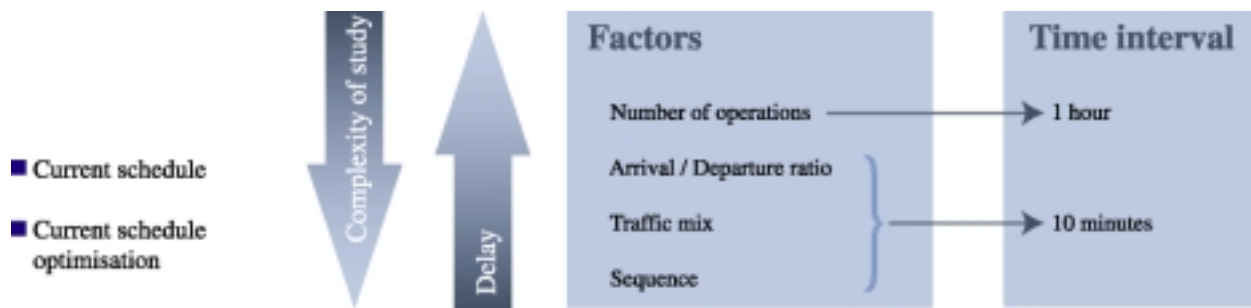 Current schedule
Current schedule
optimisation
Complexity of study
Delay
Factors
Number of operations
Arrival / Departure ratio
Traffic mix
Sequence
Time interval
1 hour
10 minutes